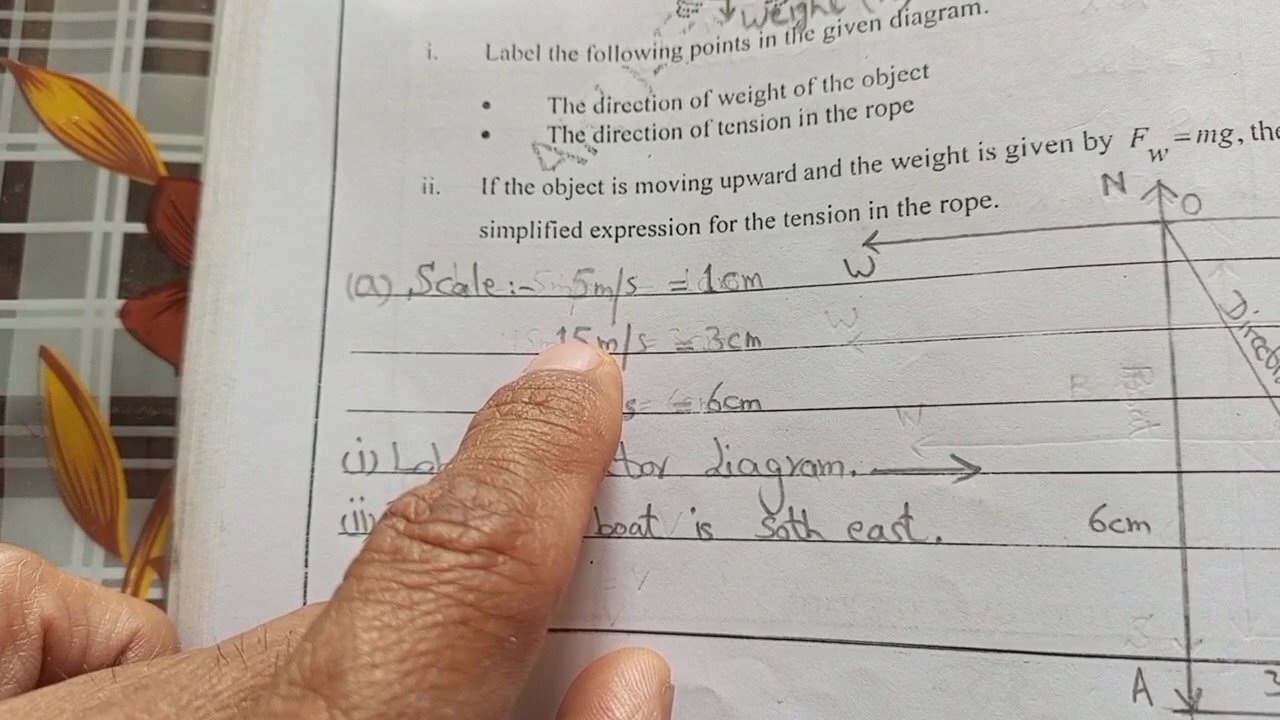 Weight
i. Label the following points in the given diagram.
• The direction of weight of the object
• The direction of tension in the rope
ii. If the object is moving upward and the weight is given by F_w = mg, the
simplified expression for the tension in the rope.
N
O
W
(a) Scale:- 5m/s = 1cm
15m/s = 3cm
= 6cm
(i) diagram.
(ii) boat is Soth east.
6cm
A
3